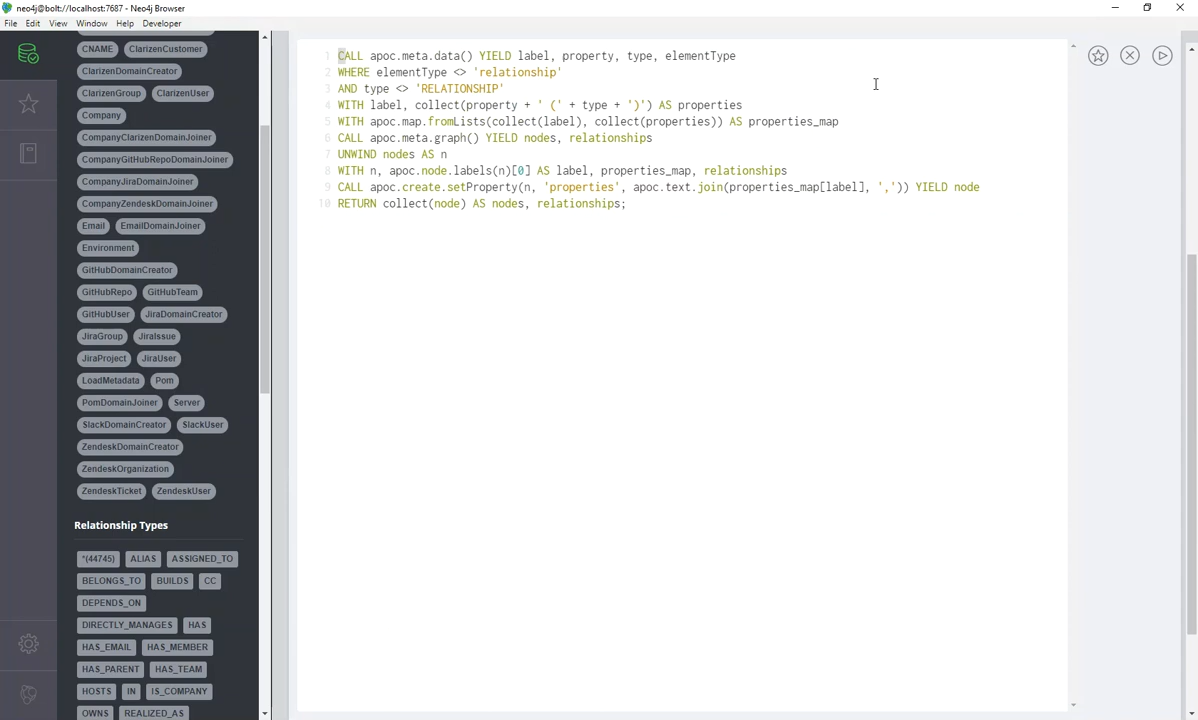 neo4j@bolt://localhost:7687 - Neo4j Browser
File Edit View Window Help Developer
CNAME ClarizenCustomer
ClarizenDomainCreator
ClarizenGroup ClarizenUser
Company
CompanyClarizenDomainJoiner
CompanyGitHubRepoDomainJoiner
CompanyJiraDomainJoiner
CompanyZendeskDomainJoiner
Email EmailDomainJoiner
Environment
GitHubDomainCreator
GitHubRepo GitHubTeam
GitHubUser JiraDomainCreator
JiraGroup JiraIssue
JiraProject JiraUser
LoadMetadata Pom
PomDomainJoiner Server
SlackDomainCreator SlackUser
ZendeskDomainCreator
ZendeskOrganization
ZendeskTicket ZendeskUser
Relationship Types
*(44745) ALIAS ASSIGNED_TO
BELONGS_TO BUILDS CC
DEPENDS_ON
DIRECTLY_MANAGES HAS
HAS_EMAIL HAS_MEMBER
HAS_PARENT HAS_TEAM
HOSTS IN IS_COMPANY
OWNS REALIZED_AS
1 CALL apoc.meta.data() YIELD label, property, type, elementType
2 WHERE elementType <> 'relationship'
3 AND type <> 'RELATIONSHIP'
4 WITH label, collect(property + ' (' + type + ')') AS properties
5 WITH apoc.map.fromLists(collect(label), collect(properties)) AS properties_map
6 CALL apoc.meta.graph() YIELD nodes, relationships
7 UNWIND nodes AS n
8 WITH n, apoc.node.labels(n)[0] AS label, properties_map, relationships
9 CALL apoc.create.setProperty(n, 'properties', apoc.text.join(properties_map[label], ',')) YIELD node
10 RETURN collect(node) AS nodes, relationships;